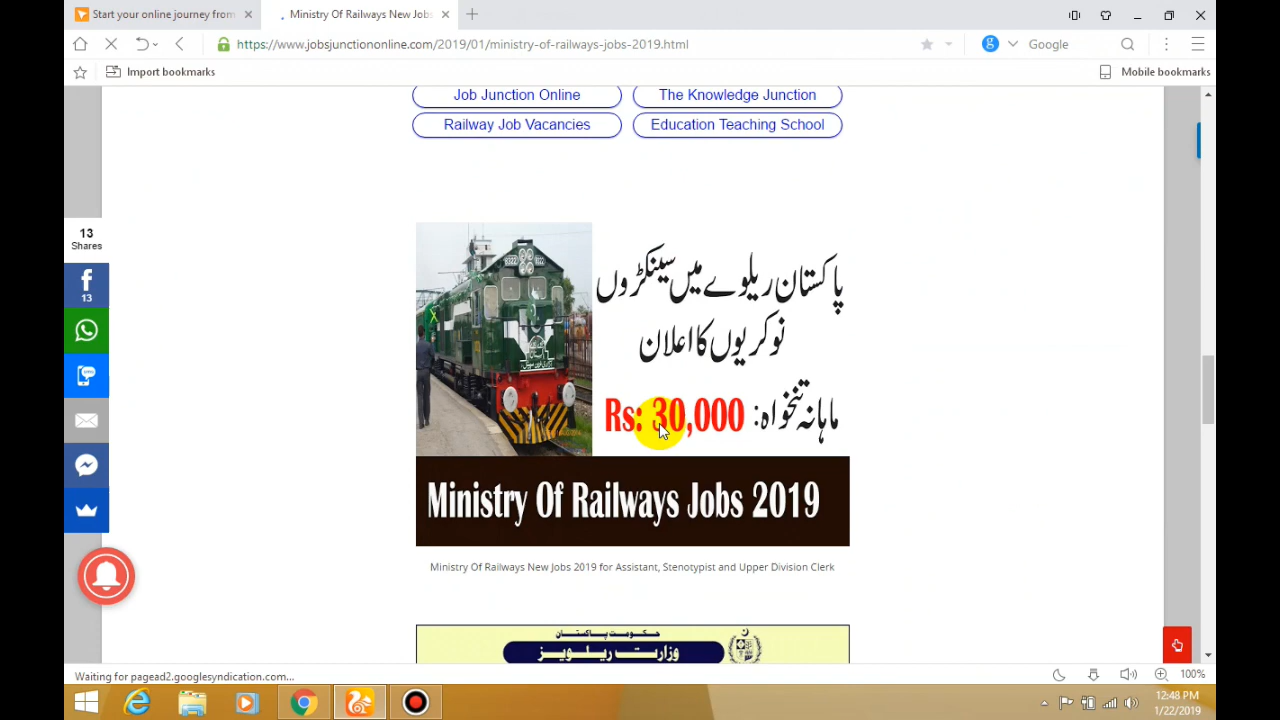 Start your online journey from
Ministry Of Railways New Jobs
https://www.jobsjunctiononline.com/2019/01/ministry-of-railways-jobs-2019.html
Google
Import bookmarks
Mobile bookmarks
Job Junction Online
The Knowledge Junction
Railway Job Vacancies
Education Teaching School
13
Shares
13
پاکستان ریلوے میں سینکڑوں
نوکریوں کا اعلان
ماہانہ تنخواہ: Rs: 30,000
Ministry Of Railways Jobs 2019
Ministry Of Railways New Jobs 2019 for Assistant, Stenotypist and Upper Division Clerk
حکومت پاکستان
وزارت ریلویز
Waiting for pagead2.googlesyndication.com...
100%
12:48 PM
1/22/2019